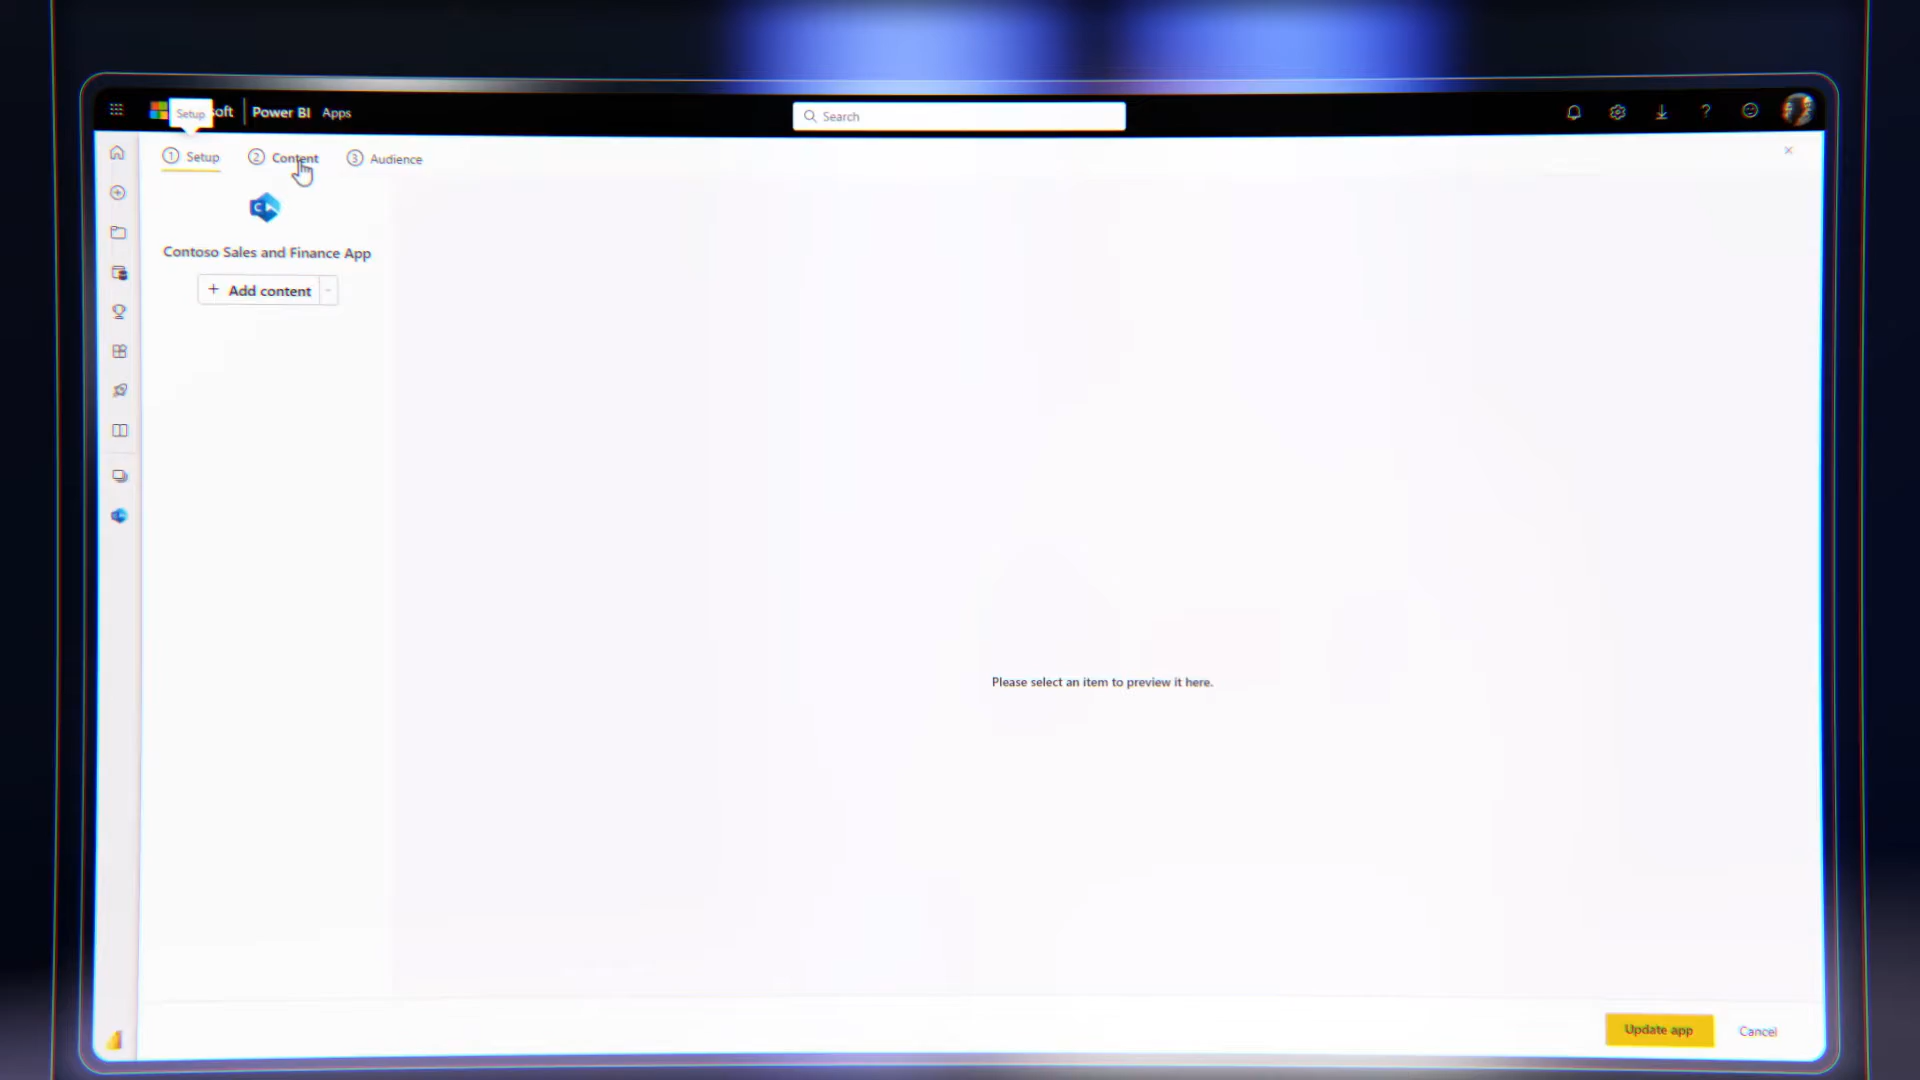 Setup
soft
Power BI
Apps
Search
?
1 Setup
2 Content
3 Audience
C
Contoso Sales and Finance App
+ Add content
Please select an item to preview it here.
Update app
Cancel